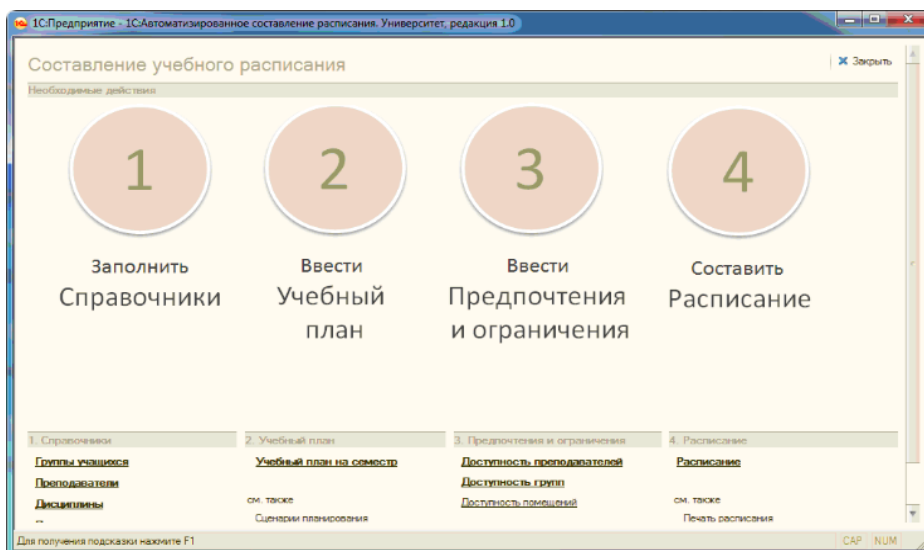 1С:Предприятие - 1С:Автоматизированное составление расписания. Университет, редакция 1.0
Составление учебного расписания
Закрыть
Необходимые действия
1
2
3
4
Заполнить
Справочники
Ввести
Учебный
план
Ввести
Предпочтения
и ограничения
Составить
Расписание
1. Справочники
Группы учащихся
Преподаватели
Дисциплины
2. Учебный план
Учебный план на семестр
см. также
Сценарии планирования
3. Предпочтения и ограничения
Доступность преподавателей
Доступность групп
Доступность помещений
4. Расписание
Расписание
см. также
Печать расписания
Для получения подсказки нажмите F1
CAP NUM